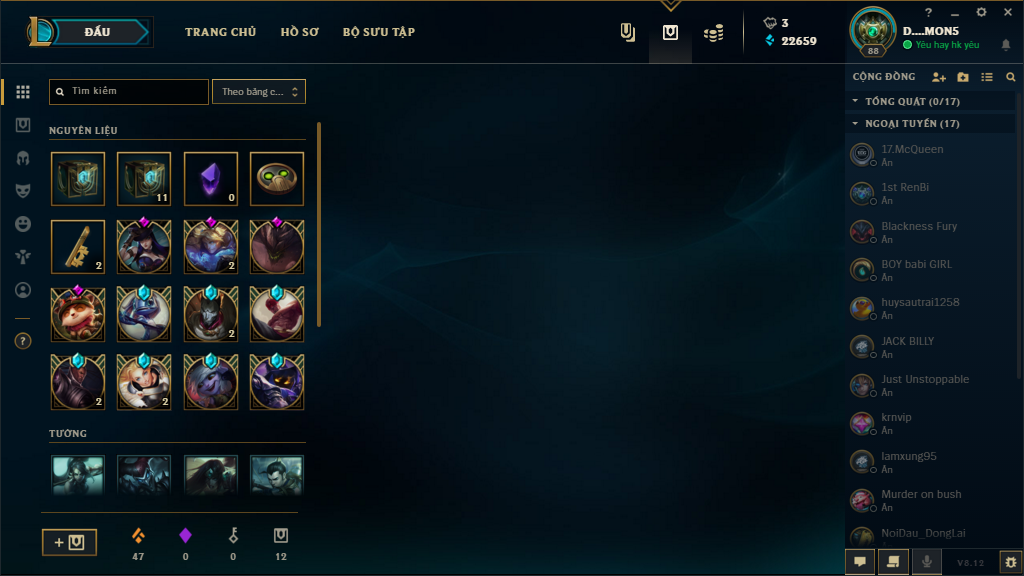 ĐẤU
TRANG CHỦ
HỒ SƠ
BỘ SƯU TẬP
3
22659
88
?
D....MON5
Yêu hay hk yêu
Tìm kiếm
Theo bảng c...
NGUYÊN LIỆU
11
0
2
2
2
2
2
TƯỚNG
?
+
47
0
0
12
CỘNG ĐỒNG
TỔNG QUÁT (0/17)
NGOẠI TUYẾN (17)
17.McQueen
Ẩn
1st RenBi
Ẩn
Blackness Fury
Ẩn
BOY babi GIRL
Ẩn
huysautrai1258
Ẩn
JACK BILLY
Ẩn
Just Unstoppable
Ẩn
krnvip
Ẩn
lamxung95
Ẩn
Murder on bush
Ẩn
NoiDau_DongLai
V8.12